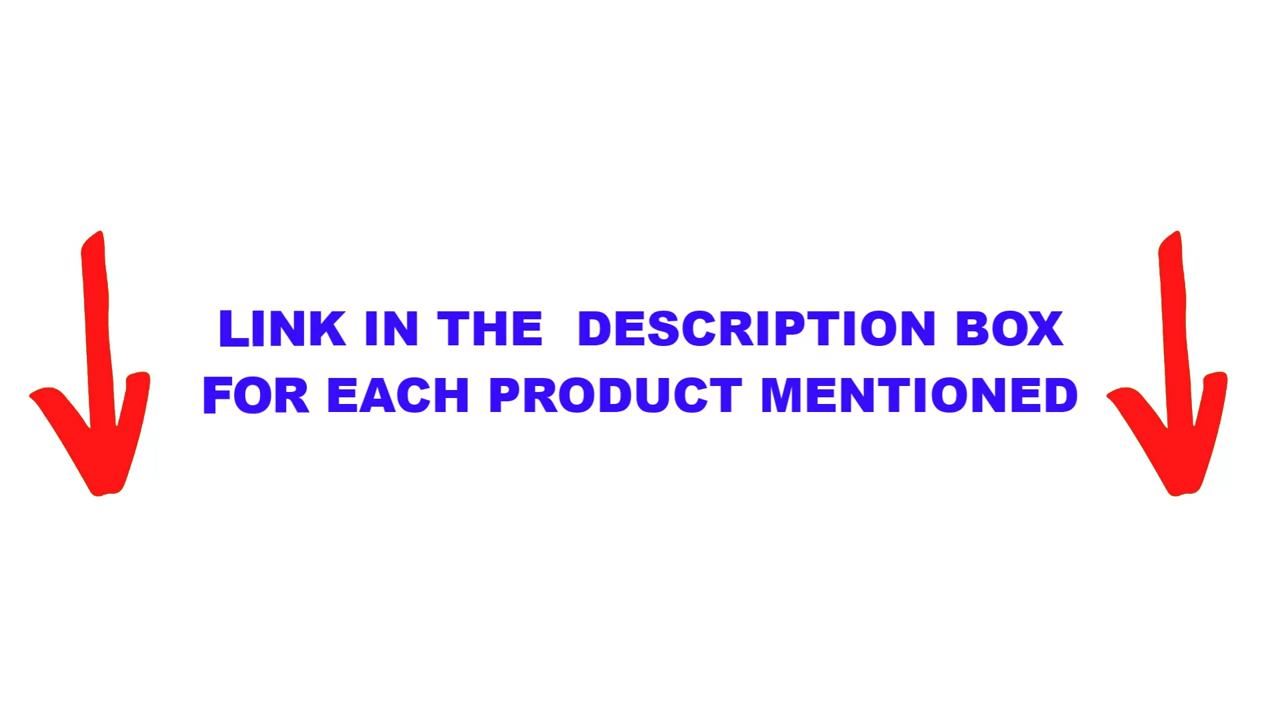 LINK IN THE  DESCRIPTION BOX
FOR EACH PRODUCT MENTIONED